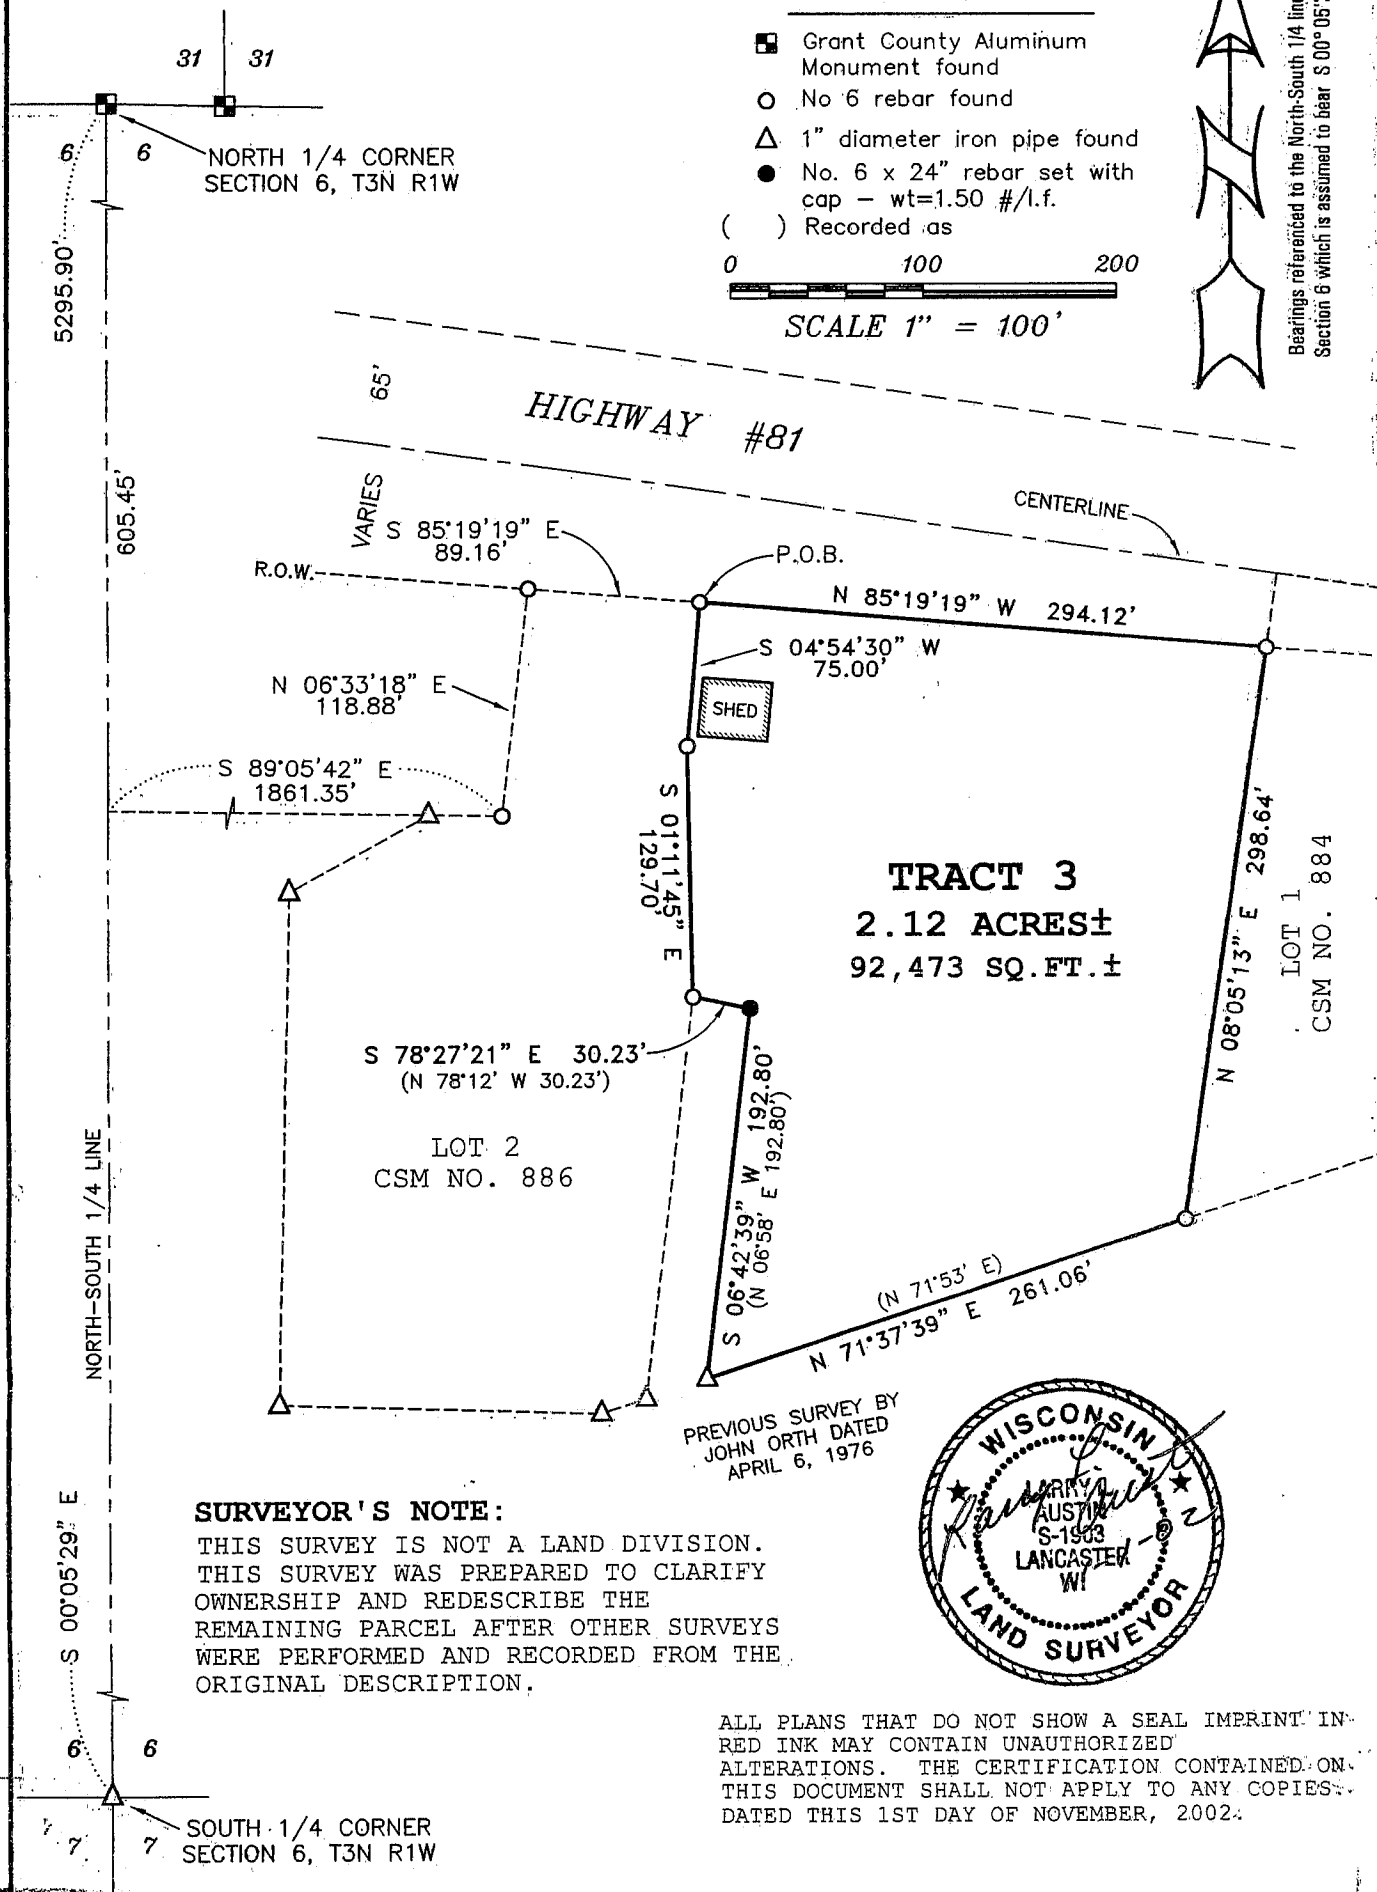 31 31
6 6
NORTH 1/4 CORNER
SECTION 6, T3N R1W
5295.90'
605.45'
Grant County Aluminum
Monument found
No 6 rebar found
1" diameter iron pipe found
No. 6 x 24" rebar set with
cap - wt=1.50 #/l.f.
( ) Recorded as
0 100 200
SCALE 1" = 100'
Bearings referenced to the North-South 1/4 line
Section 6 which is assumed to bear S 00°05'
65'
HIGHWAY #81
VARIES
CENTERLINE
S 85°19'19" E
89.16'
R.O.W.
P.O.B.
N 85°19'19" W 294.12'
S 04°54'30" W
75.00'
SHED
N 06°33'18" E
118.88'
S 89°05'42" E
1861.35'
S 01°11'45" E
129.70'
TRACT 3
2.12 ACRES±
92,473 SQ.FT.±
N 08°05'13" E 298.64'
LOT 1
CSM NO. 884
S 78°27'21" E 30.23'
(N 78°12' W 30.23')
LOT 2
CSM NO. 886
S 06°42'39" W 192.80'
(N 06°58' E 192.80')
(N 71°53' E)
N 71°37'39" E 261.06'
NORTH-SOUTH 1/4 LINE
PREVIOUS SURVEY BY
JOHN ORTH DATED
APRIL 6, 1976
WISCONSIN
LARRY
AUSTIN
S-1903
LANCASTER
WI
LAND SURVEYOR
S 00°05'29" E
SURVEYOR'S NOTE:
THIS SURVEY IS NOT A LAND DIVISION.
THIS SURVEY WAS PREPARED TO CLARIFY
OWNERSHIP AND REDESCRIBE THE
REMAINING PARCEL AFTER OTHER SURVEYS
WERE PERFORMED AND RECORDED FROM THE
ORIGINAL DESCRIPTION.
ALL PLANS THAT DO NOT SHOW A SEAL IMPRINT IN
RED INK MAY CONTAIN UNAUTHORIZED
ALTERATIONS. THE CERTIFICATION CONTAINED ON
THIS DOCUMENT SHALL NOT APPLY TO ANY COPIES.
DATED THIS 1ST DAY OF NOVEMBER, 2002.
6 6
7 7
SOUTH 1/4 CORNER
SECTION 6, T3N R1W